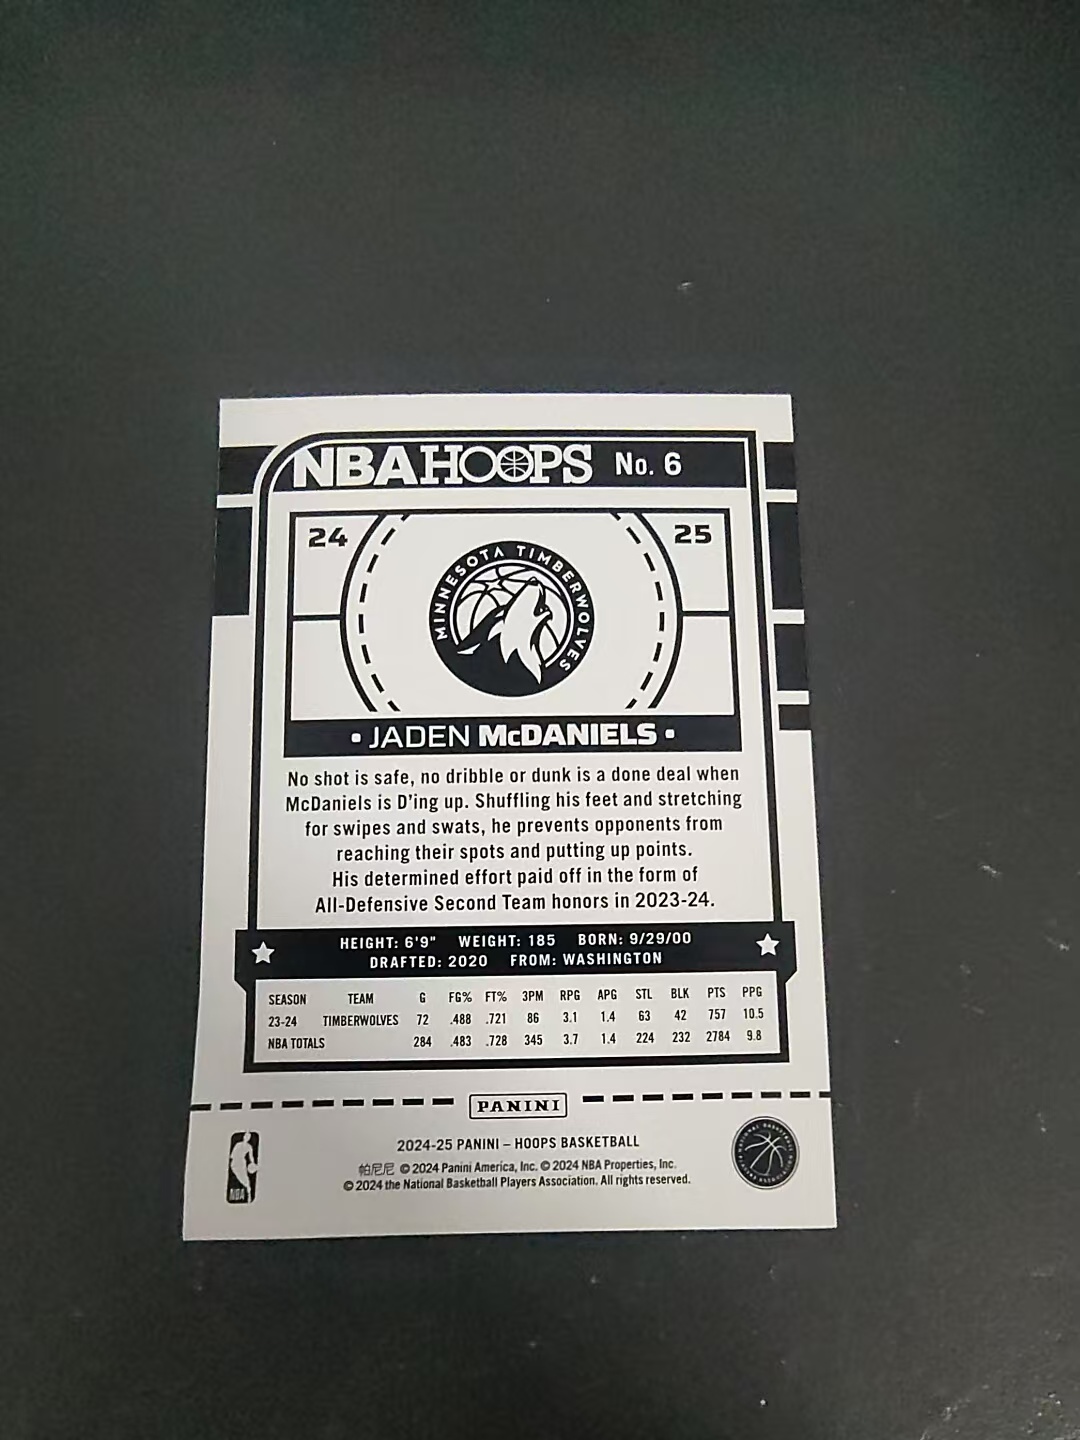 NBA HOOPS No. 6
24 25
MINNESOTA TIMBERWOLVES
• JADEN McDANIELS •
No shot is safe, no dribble or dunk is a done deal when
McDaniels is D'ing up. Shuffling his feet and stretching
for swipes and swats, he prevents opponents from
reaching their spots and putting up points.
His determined effort paid off in the form of
All-Defensive Second Team honors in 2023-24.
HEIGHT: 6'9" WEIGHT: 185 BORN: 9/29/00
DRAFTED: 2020 FROM: WASHINGTON
SEASON TEAM G FG% FT% 3PM RPG APG STL BLK PTS PPG
23-24 TIMBERWOLVES 72 .488 .721 86 3.1 1.4 63 42 757 10.5
NBA TOTALS 284 .483 .728 345 3.7 1.4 224 232 2784 9.8
PANINI
2024-25 PANINI – HOOPS BASKETBALL
帕尼尼 © 2024 Panini America, Inc. © 2024 NBA Properties, Inc.
© 2024 the National Basketball Players Association. All rights reserved.
NBA